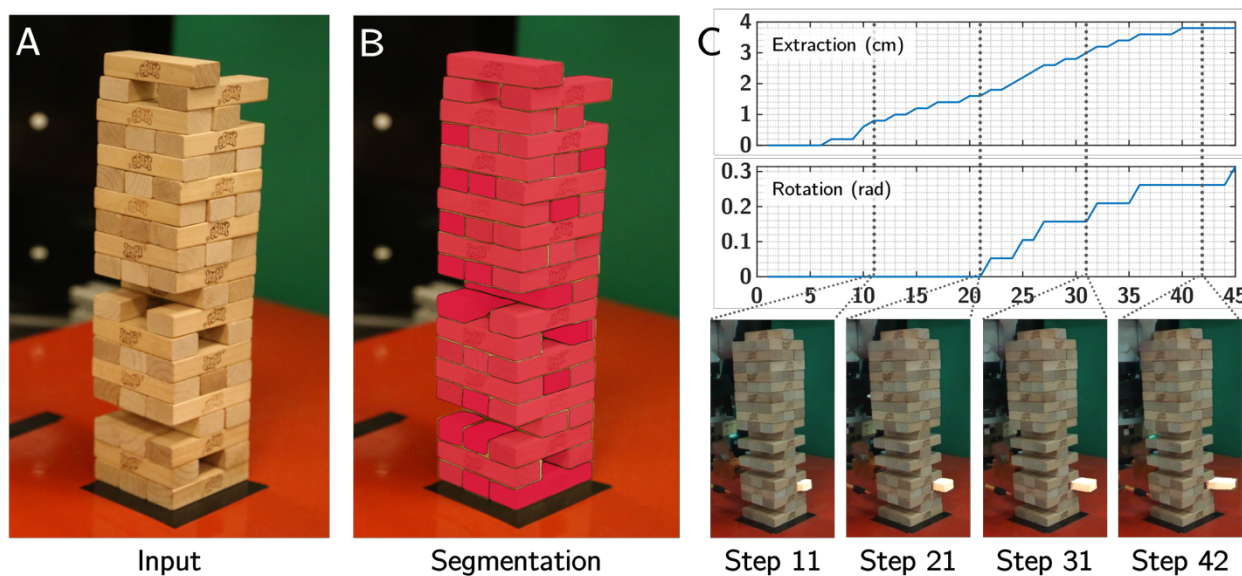 A
Input
B
Segmentation
C
Extraction (cm)
4
3
2
1
0
Rotation (rad)
0.3
0.2
0.1
0
0 5 10 15 20 25 30 35 40 45
Step 11 Step 21 Step 31 Step 42